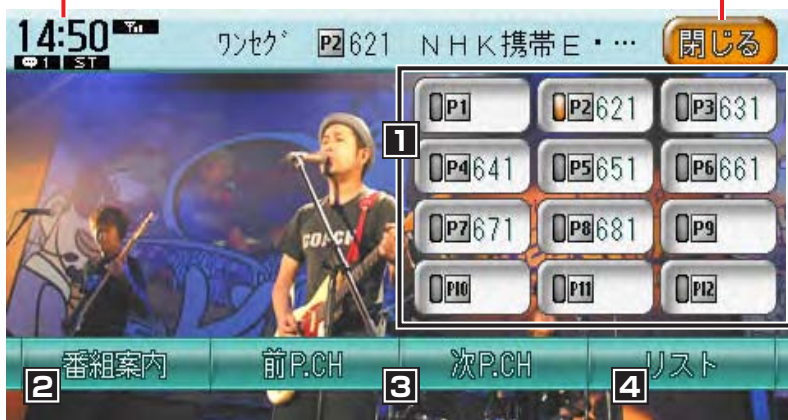 14:50 ワンセグ P2 621 NHK携帯E・… 閉じる
1 ST
P1 P2 621 P3 631
1
P4 641 P5 651 P6 661
P7 671 P8 681 P9
P10 P11 P12
番組案内 前P.CH 次P.CH リスト
2 3 4